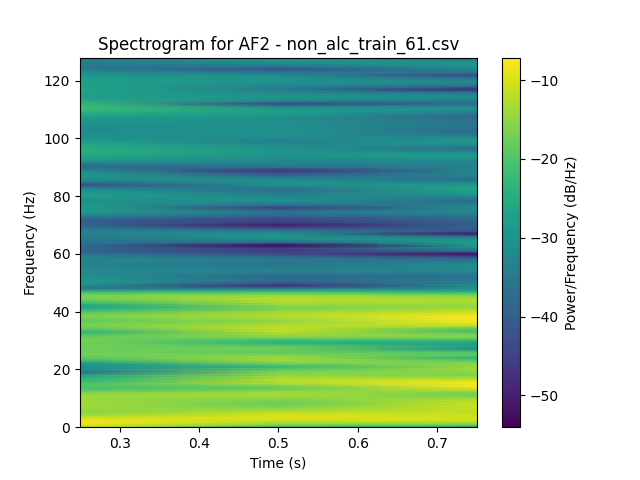 Spectrogram for AF2 - non_alc_train_61.csv
Frequency (Hz)
120
100
80
60
40
20
0
0.3 0.4 0.5 0.6 0.7
Time (s)
−10
−20
−30
−40
−50
Power/Frequency (dB/Hz)